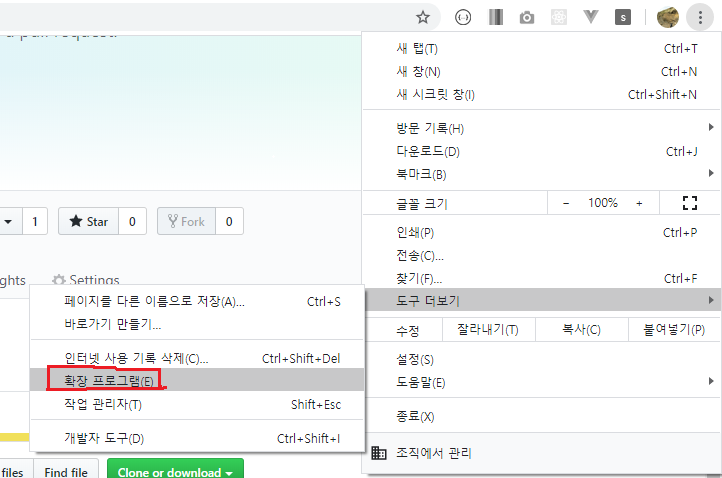 a pull request.
새 탭(T) Ctrl+T
새 창(N) Ctrl+N
새 시크릿 창(I) Ctrl+Shift+N
방문 기록(H)
다운로드(D) Ctrl+J
북마크(B)
글꼴 크기 - 100% +
인쇄(P) Ctrl+P
전송(C)...
찾기(F)... Ctrl+F
도구 더보기
수정 잘라내기(T) 복사(C) 붙여넣기(P)
설정(S)
도움말(E)
종료(X)
조직에서 관리
1 Star 0 Fork 0
ghts Settings
페이지를 다른 이름으로 저장(A)... Ctrl+S
바로가기 만들기...
인터넷 사용 기록 삭제(C)... Ctrl+Shift+Del
확장 프로그램(E)
작업 관리자(T) Shift+Esc
개발자 도구(D) Ctrl+Shift+I
files Find file Clone or download
s